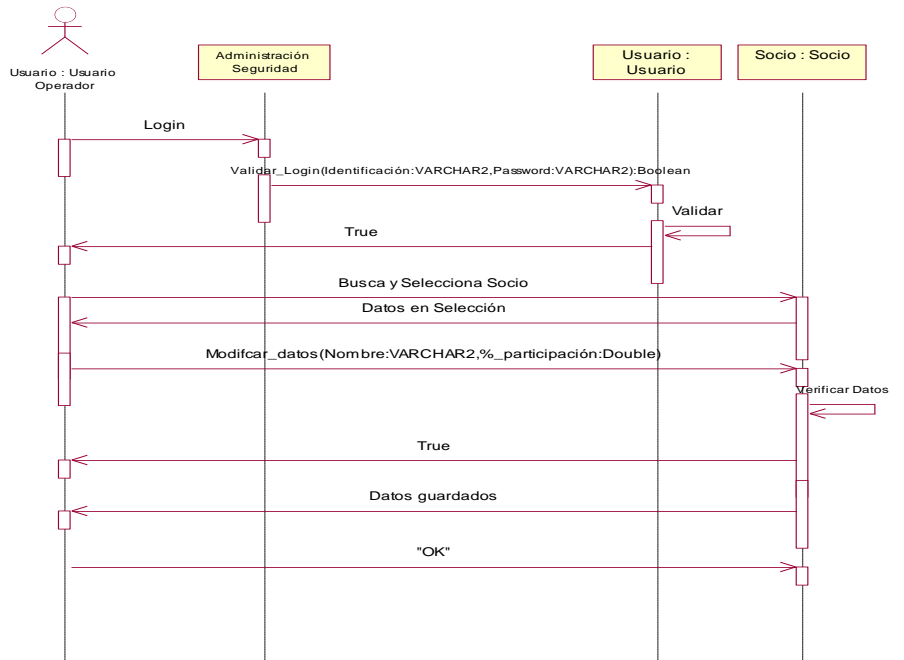 Administración
Seguridad
Usuario :
Usuario
Socio : Socio
Usuario : Usuario
Operador
Login
Validar_Login(Identificación:VARCHAR2,Password:VARCHAR2):Boolean
Validar
True
Busca y Selecciona Socio
Datos en Selección
Modifcar_datos(Nombre:VARCHAR2,%_participación:Double)
Verificar Datos
True
Datos guardados
"OK"